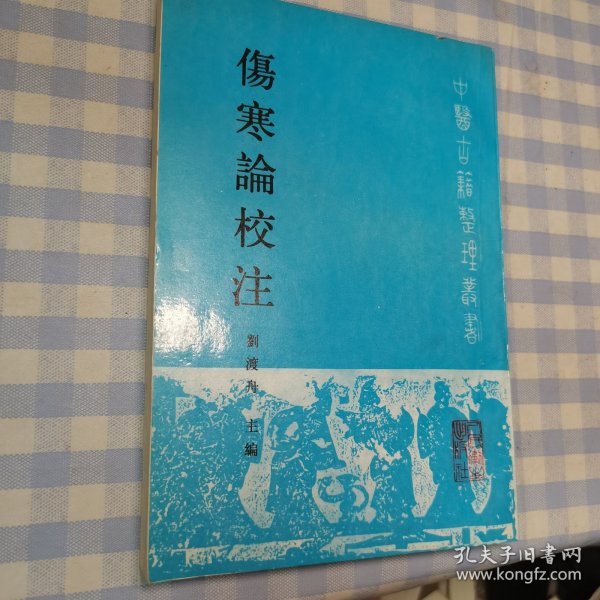 傷寒論校注
劉渡舟 主編
中醫古籍整理叢書
孔夫子旧书网
www.kongfz.com